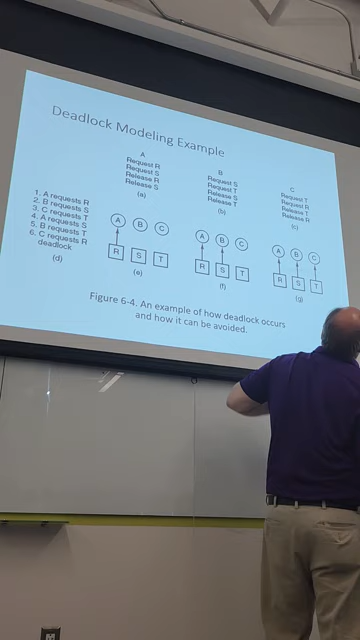 Deadlock Modeling Example
A
Request R
Request S
Release R
Release S
(a)
B
Request S
Request T
Release S
Release T
(b)
C
Request T
Request R
Release T
Release R
(c)
1. A requests R
2. B requests S
3. C requests T
4. A requests S
5. B requests T
6. C requests R
deadlock
(d)
A B C
R S T
(e)
A B C
R S T
(f)
A B C
R S T
(g)
Figure 6-4. An example of how deadlock occurs
and how it can be avoided.